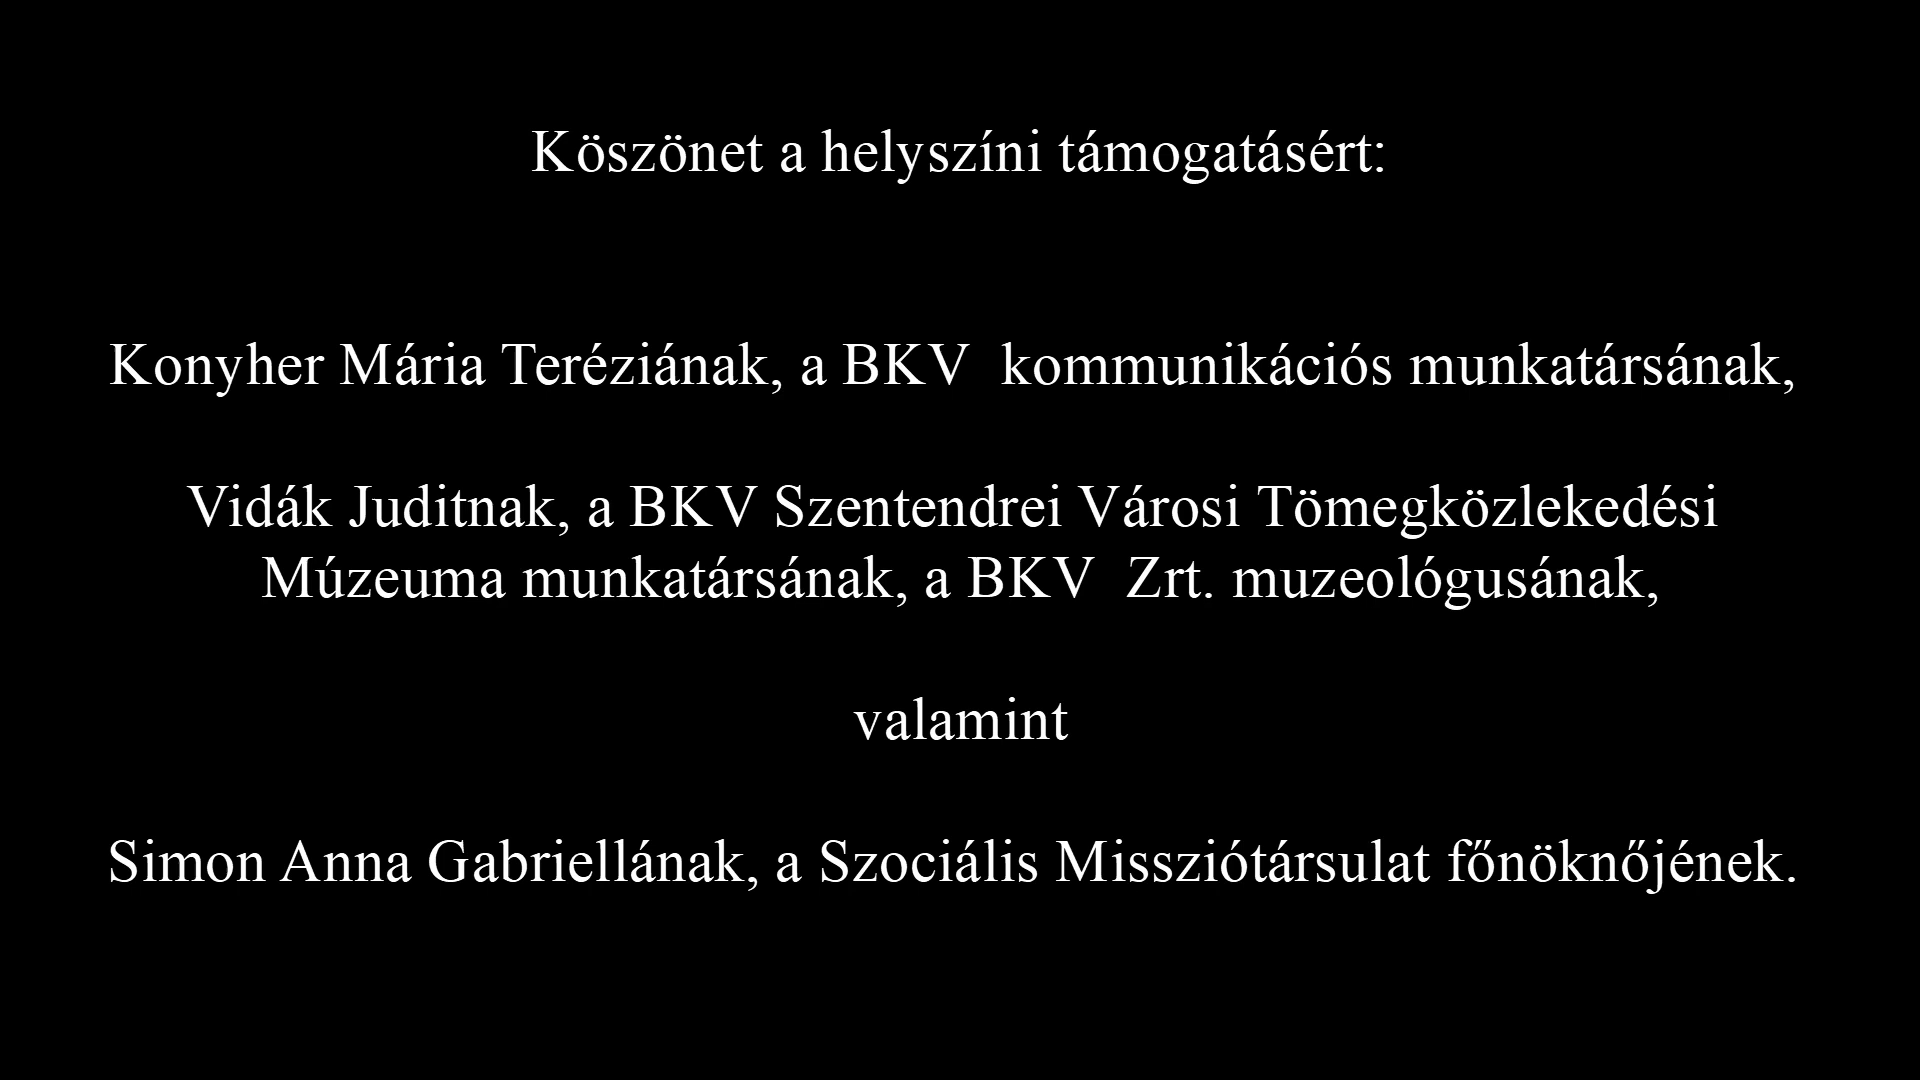 Köszönet a helyszíni támogatásért:
Konyher Mária Teréziának, a BKV kommunikációs munkatársának,
Vidák Juditnak, a BKV Szentendrei Városi Tömegközlekedési
Múzeuma munkatársának, a BKV Zrt. muzeológusának,
valamint
Simon Anna Gabriellának, a Szociális Missziótársulat főnöknőjének.